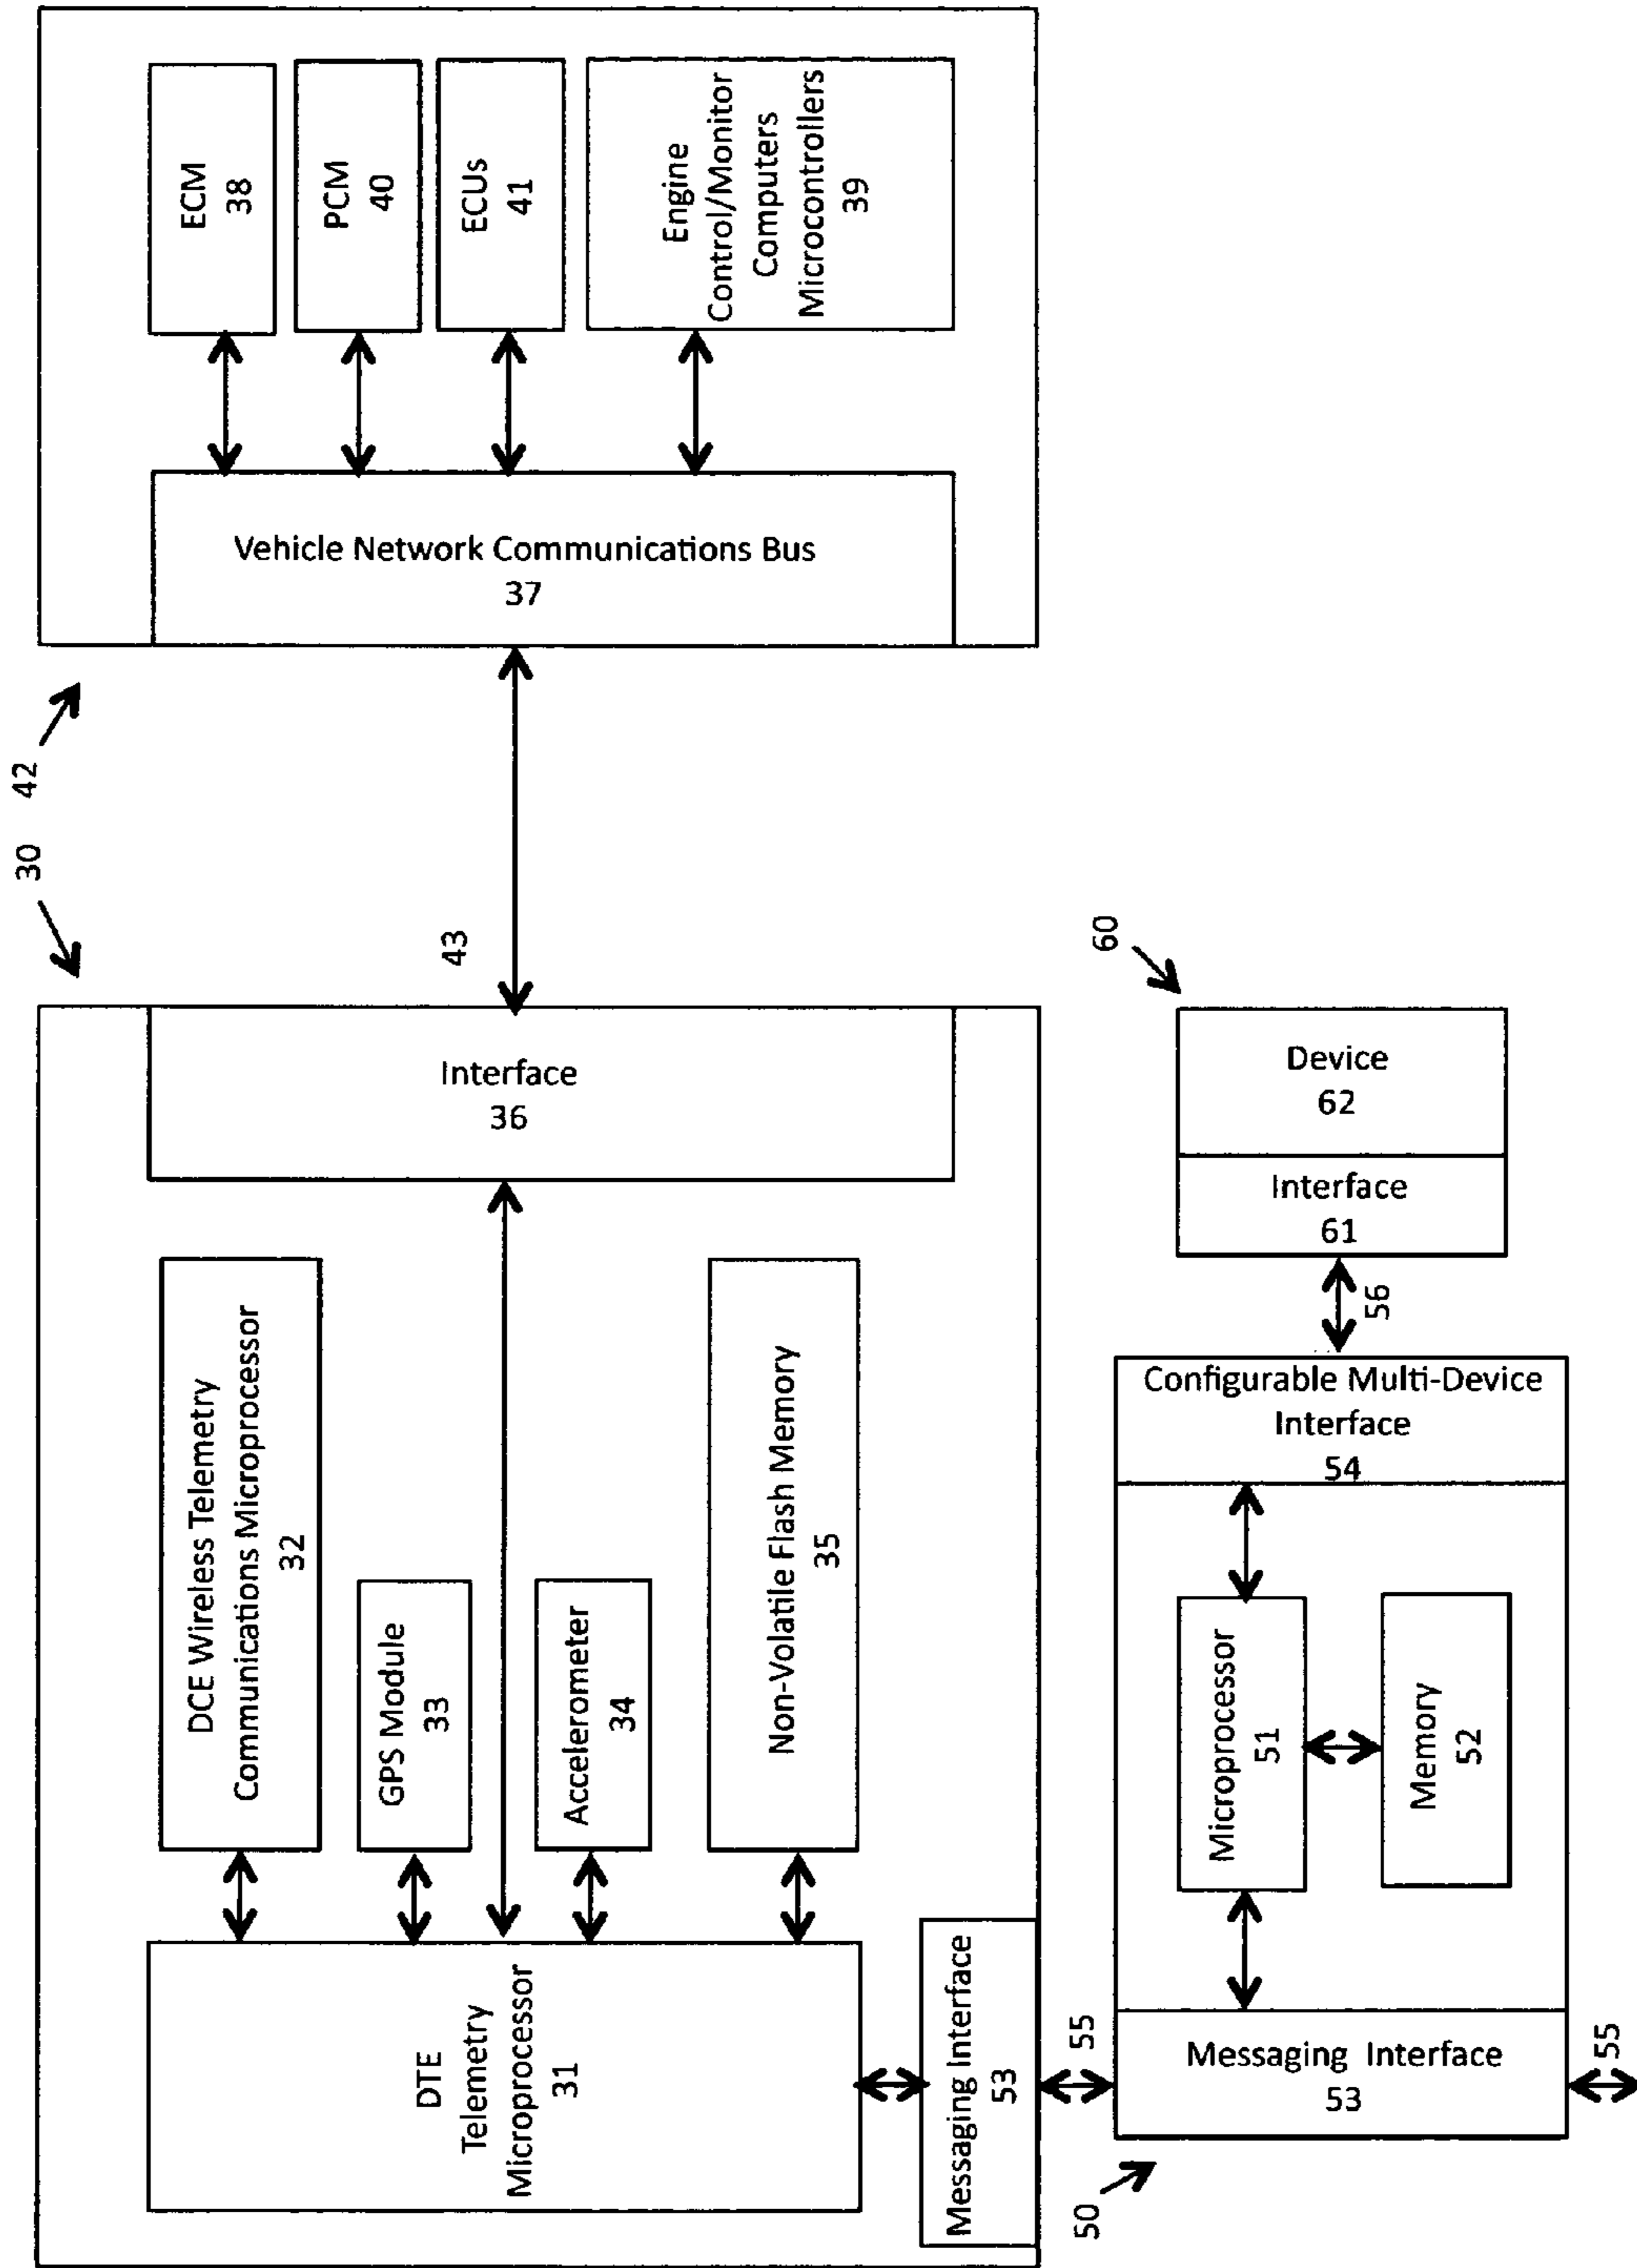 30
42
DCE Wireless Telemetry
Communications Microprocessor
32
GPS Module
33
Accelerometer
34
Non-Volatile Flash Memory
35
DTE
Telemetry
Microprocessor
31
Interface
36
43
Messaging Interface
53
Vehicle Network Communications Bus
37
ECM
38
PCM
40
ECUs
41
Engine
Control/Monitor
Computers
Microcontrollers
39
50
55
Messaging Interface
53
55
Microprocessor
51
Memory
52
Configurable Multi-Device
Interface
54
56
60
Interface
61
Device
62